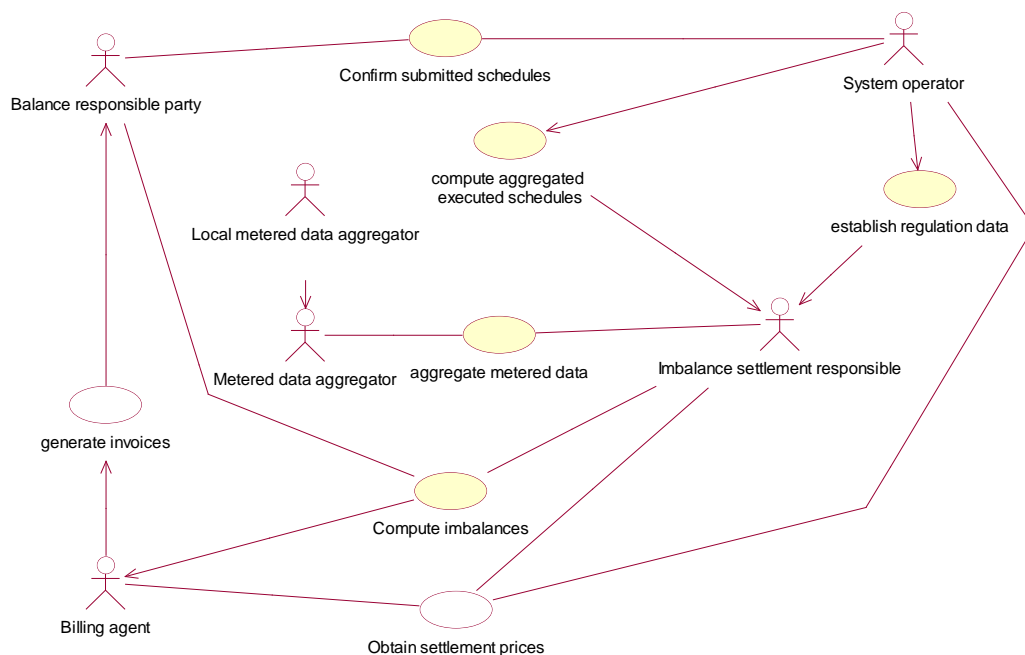 Confirm submitted schedules
System operator
Balance responsible party
compute aggregated
executed schedules
establish regulation data
Local metered data aggregator
Imbalance settlement responsible
Metered data aggregator
aggregate metered data
generate invoices
Compute imbalances
Billing agent
Obtain settlement prices